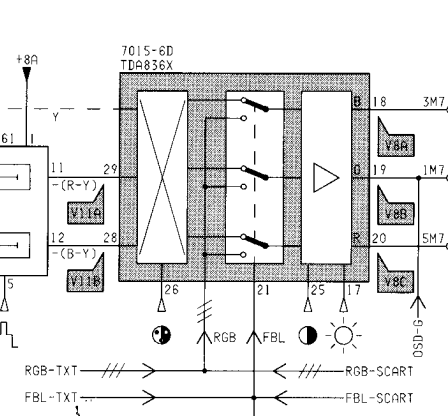 7015-6D
TDA836X
+8A
Y
B 18 3M7
61 1
V8A
11 29
-(R-Y)
G 19 1M7
V11A
V8B
12 28
-(B-Y)
R 20 5M7
V11B
V8C
5
26 21 25 17
RGB FBL
OSD-G
RGB-TXT RGB-SCART
FBL-TXT FBL-SCART